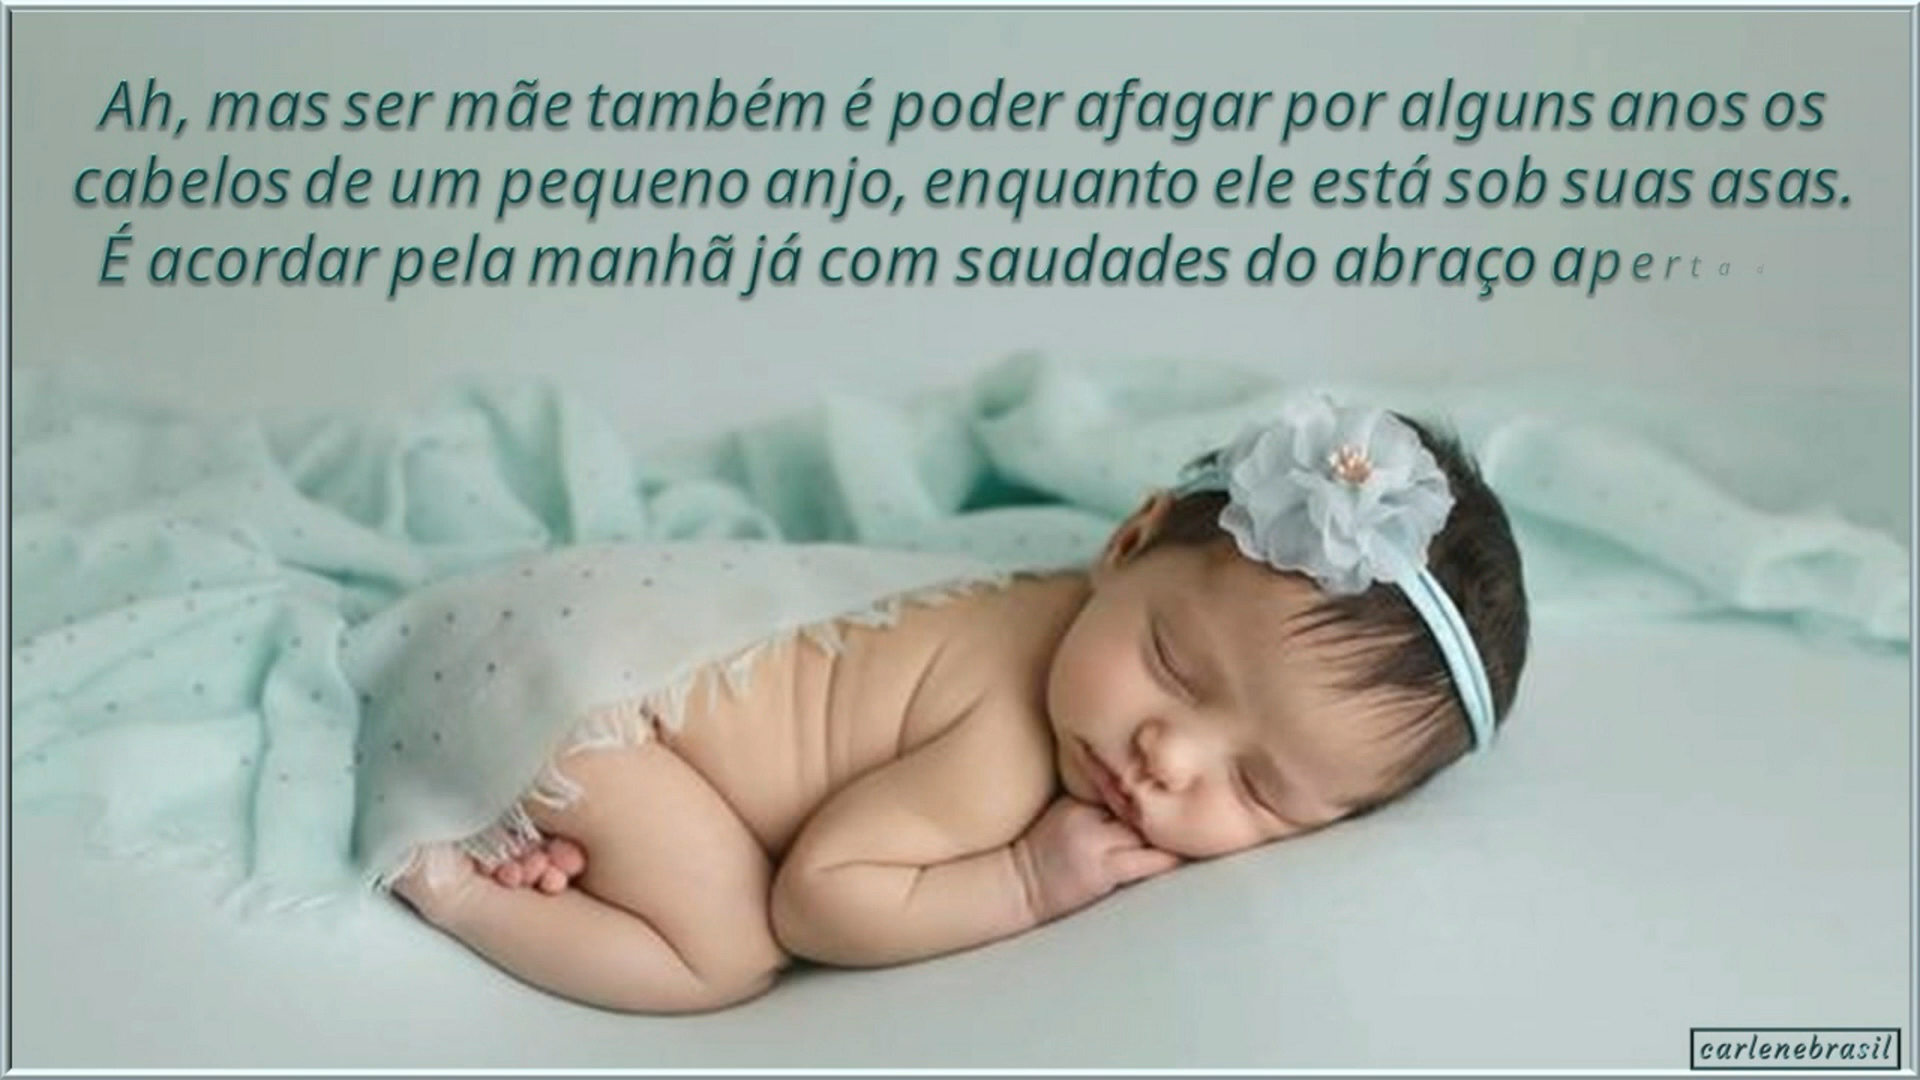 Ah, mas ser mãe também é poder afagar por alguns anos os
cabelos de um pequeno anjo, enquanto ele está sob suas asas.
É acordar pela manhã já com saudades do abraço apertad
carlenebrasil